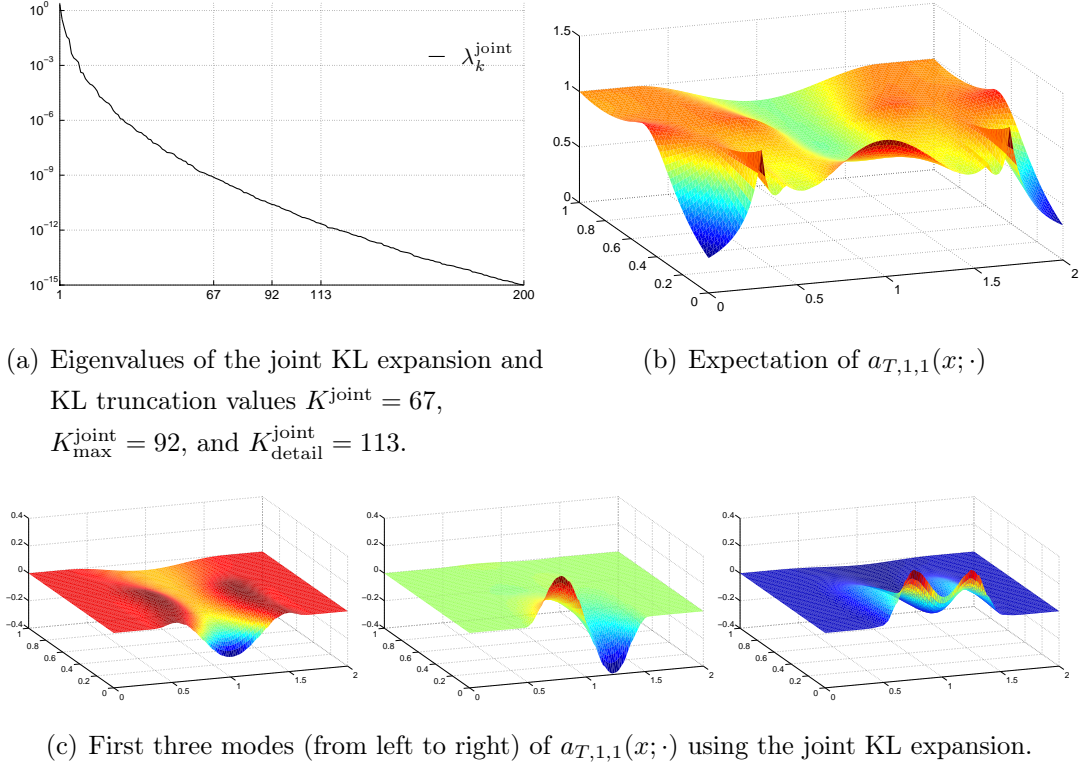 10^0
10^{-3}
10^{-6}
10^{-9}
10^{-12}
10^{-15}
1 67 92 113 200
— λ_k^{joint}
1.5
1
0.5
0
1 0.8 0.6 0.4 0.2 0
0 0.5 1 1.5 2
(a) Eigenvalues of the joint KL expansion and
KL truncation values K^{joint} = 67,
K_{max}^{joint} = 92, and K_{detail}^{joint} = 113.
(b) Expectation of a_{T,1,1}(x; ·)
0.4
0.2
0
−0.2
−0.4
1 0.8 0.6 0.4 0.2 0
0 0.5 1 1.5 2
0.4
0.2
0
−0.2
−0.4
1 0.8 0.6 0.4 0.2 0
0 0.5 1 1.5 2
0.4
0.2
0
−0.2
−0.4
1 0.8 0.6 0.4 0.2 0
0 0.5 1 1.5 2
(c) First three modes (from left to right) of a_{T,1,1}(x; ·) using the joint KL expansion.